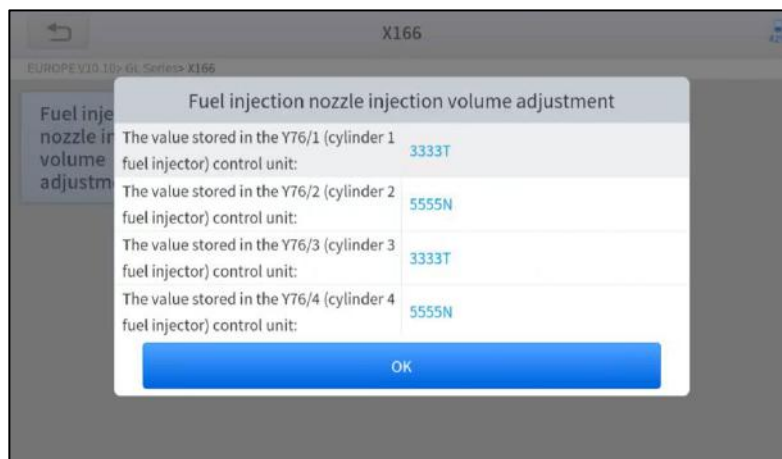 X166
EUROPE V10.10> GL Series> X166
Fuel inje
nozzle in
volume
adjustm
Fuel injection nozzle injection volume adjustment
The value stored in the Y76/1 (cylinder 1
fuel injector) control unit:
3333T
The value stored in the Y76/2 (cylinder 2
fuel injector) control unit:
5555N
The value stored in the Y76/3 (cylinder 3
fuel injector) control unit:
3333T
The value stored in the Y76/4 (cylinder 4
fuel injector) control unit:
5555N
OK